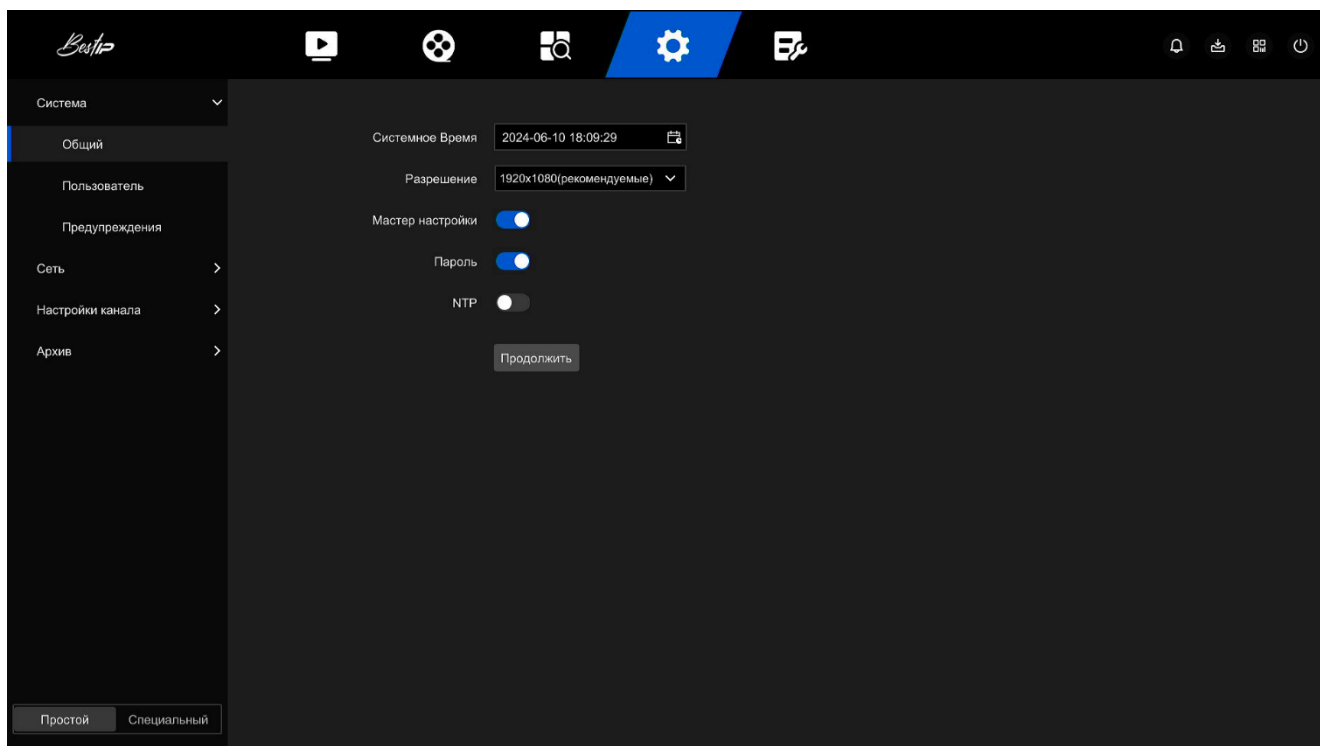 Bestip
Система
Общий
Пользователь
Предупреждения
Сеть
Настройки канала
Архив
Системное Время 2024-06-10 18:09:29
Разрешение 1920x1080(рекомендуемые)
Мастер настройки
Пароль
NTP
Продолжить
Простой Специальный